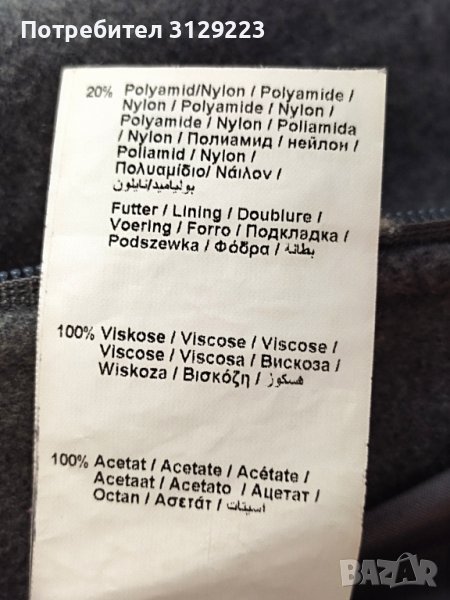 Потребител 3129223
20% Polyamid/Nylon / Polyamide /
Nylon / Polyamide / Nylon /
Polyamide / Nylon / Poliamida
/ Nylon / Полиамид / нейлон /
Poliamid / Nylon /
Πολυαμίδιο/ Νάιλον /
بولياميد/نايلون
Futter / Lining / Doublure /
Voering / Forro / Подкладка /
Podszewka / Φόδρα / بطانة
100% Viskose / Viscose / Viscose /
Viscose / Viscosa / Вискоза /
Wiskoza / Βισκόζη / فسكوز
100% Acetat / Acetate / Acétate /
Acetaat / Acetato / Ацетат /
Octan / Ασετάτ / اسيتات
BAZAR.bg